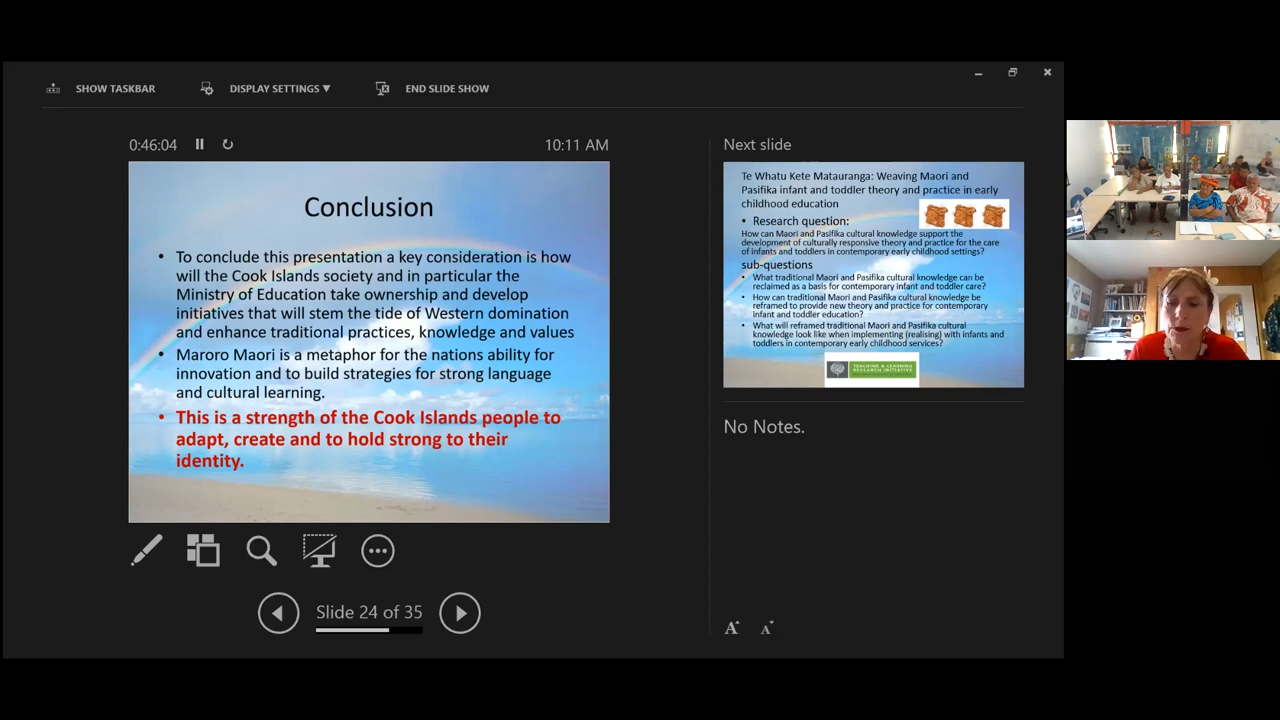 SHOW TASKBAR
DISPLAY SETTINGS ▼
END SLIDE SHOW
0:46:04
10:11 AM
Conclusion
• To conclude this presentation a key consideration is how
will the Cook Islands society and in particular the
Ministry of Education take ownership and develop
initiatives that will stem the tide of Western domination
and enhance traditional practices, knowledge and values
• Maroro Maori is a metaphor for the nations ability for
innovation and to build strategies for strong language
and cultural learning.
• This is a strength of the Cook Islands people to
adapt, create and to hold strong to their
identity.
Slide 24 of 35
Next slide
Te Whatu Kete Matauranga: Weaving Maori and
Pasifika infant and toddler theory and practice in early
childhood education
• Research question:
How can Maori and Pasifika cultural knowledge support the
development of culturally responsive theory and practice for the care
of infants and toddlers in contemporary early childhood settings?
sub-questions
• What traditional Maori and Pasifika cultural knowledge can be
reclaimed as a basis for contemporary infant and toddler care?
• How can traditional Maori and Pasifika cultural knowledge be
reframed to provide new theory and practice for contemporary
infant and toddler education?
• What will reframed traditional Maori and Pasifika cultural
knowledge look like when implementing (realising) with infants and
toddlers in contemporary early childhood services?
TEACHING & LEARNING
RESEARCH INITIATIVE
No Notes.
A A